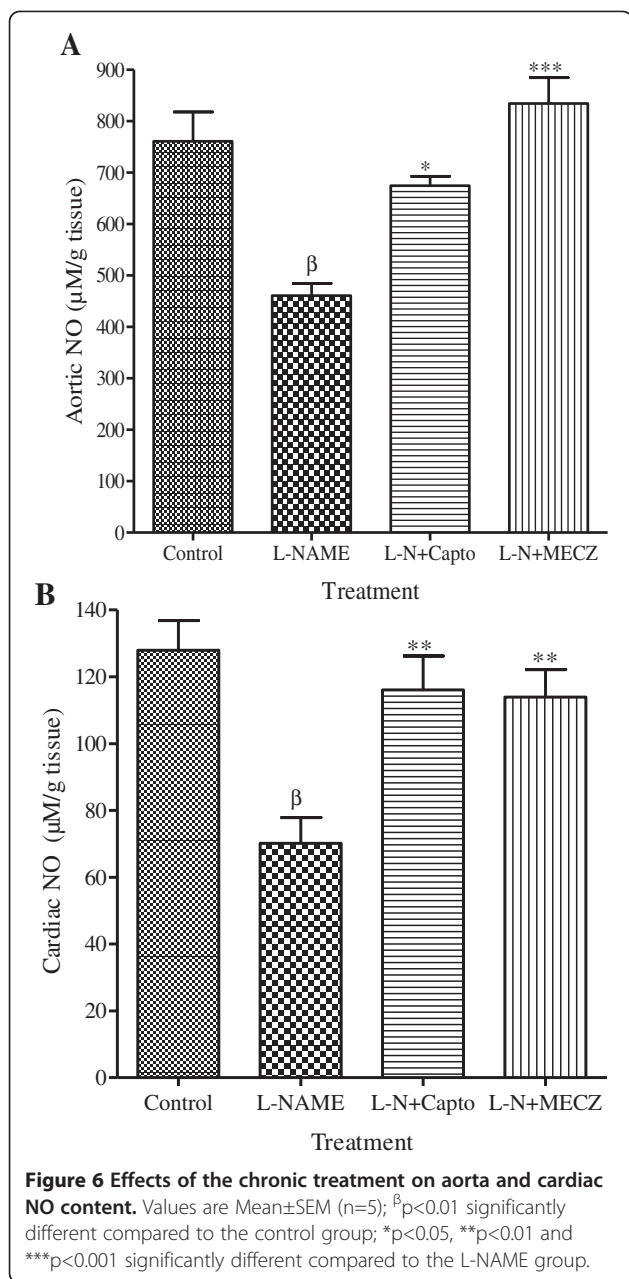 A
***
900
800
700
*
600
β
500
400
300
200
100
0
Aortic NO (µM/g tissue)
Control L-NAME L-N+Capto L-N+MECZ
Treatment
B
140
** **
120
100
β
80
60
40
20
0
Cardiac NO (µM/g tissue)
Control L-NAME L-N+Capto L-N+MECZ
Treatment
Figure 6 Effects of the chronic treatment on aorta and cardiac
NO content. Values are Mean±SEM (n=5); βp<0.01 significantly
different compared to the control group; *p<0.05, **p<0.01 and
***p<0.001 significantly different compared to the L-NAME group.